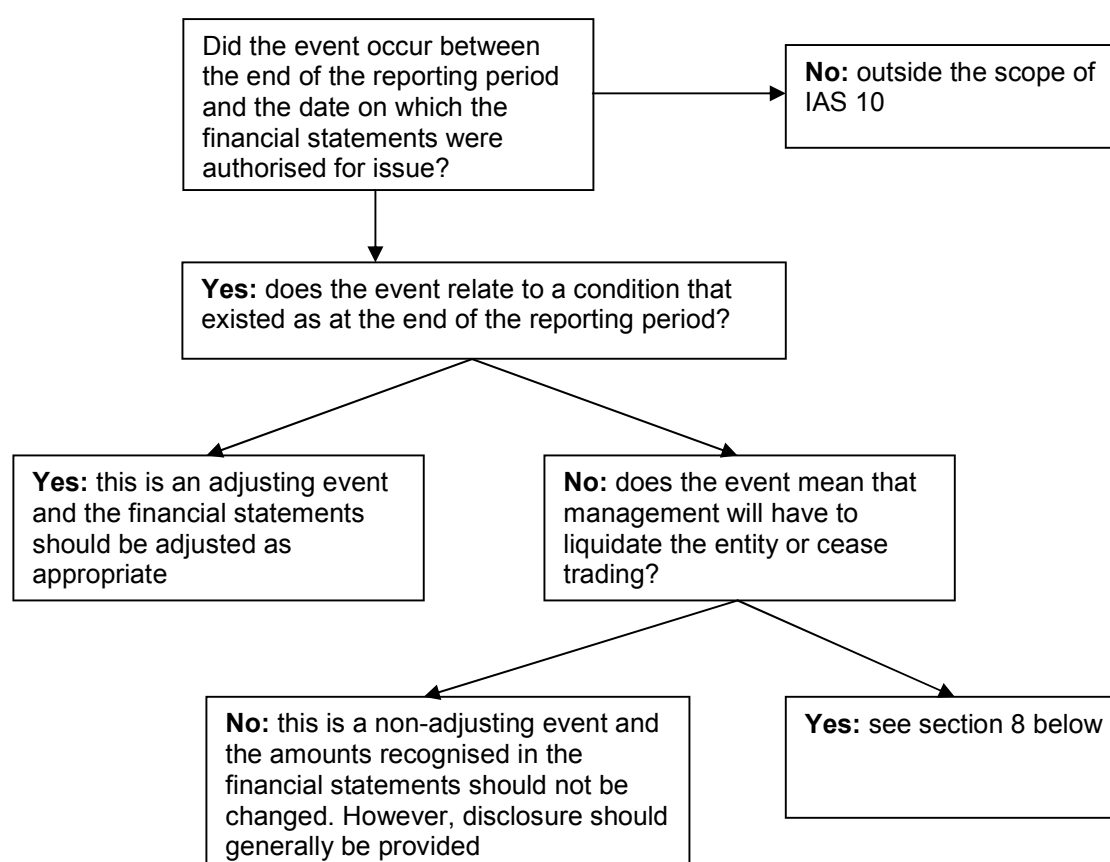 Did the event occur between
the end of the reporting period
and the date on which the
financial statements were
authorised for issue?
No: outside the scope of
IAS 10
Yes: does the event relate to a condition that
existed as at the end of the reporting period?
Yes: this is an adjusting event
and the financial statements
should be adjusted as
appropriate
No: does the event mean that
management will have to
liquidate the entity or cease
trading?
No: this is a non-adjusting event and
the amounts recognised in the
financial statements should not be
changed. However, disclosure should
generally be provided
Yes: see section 8 below